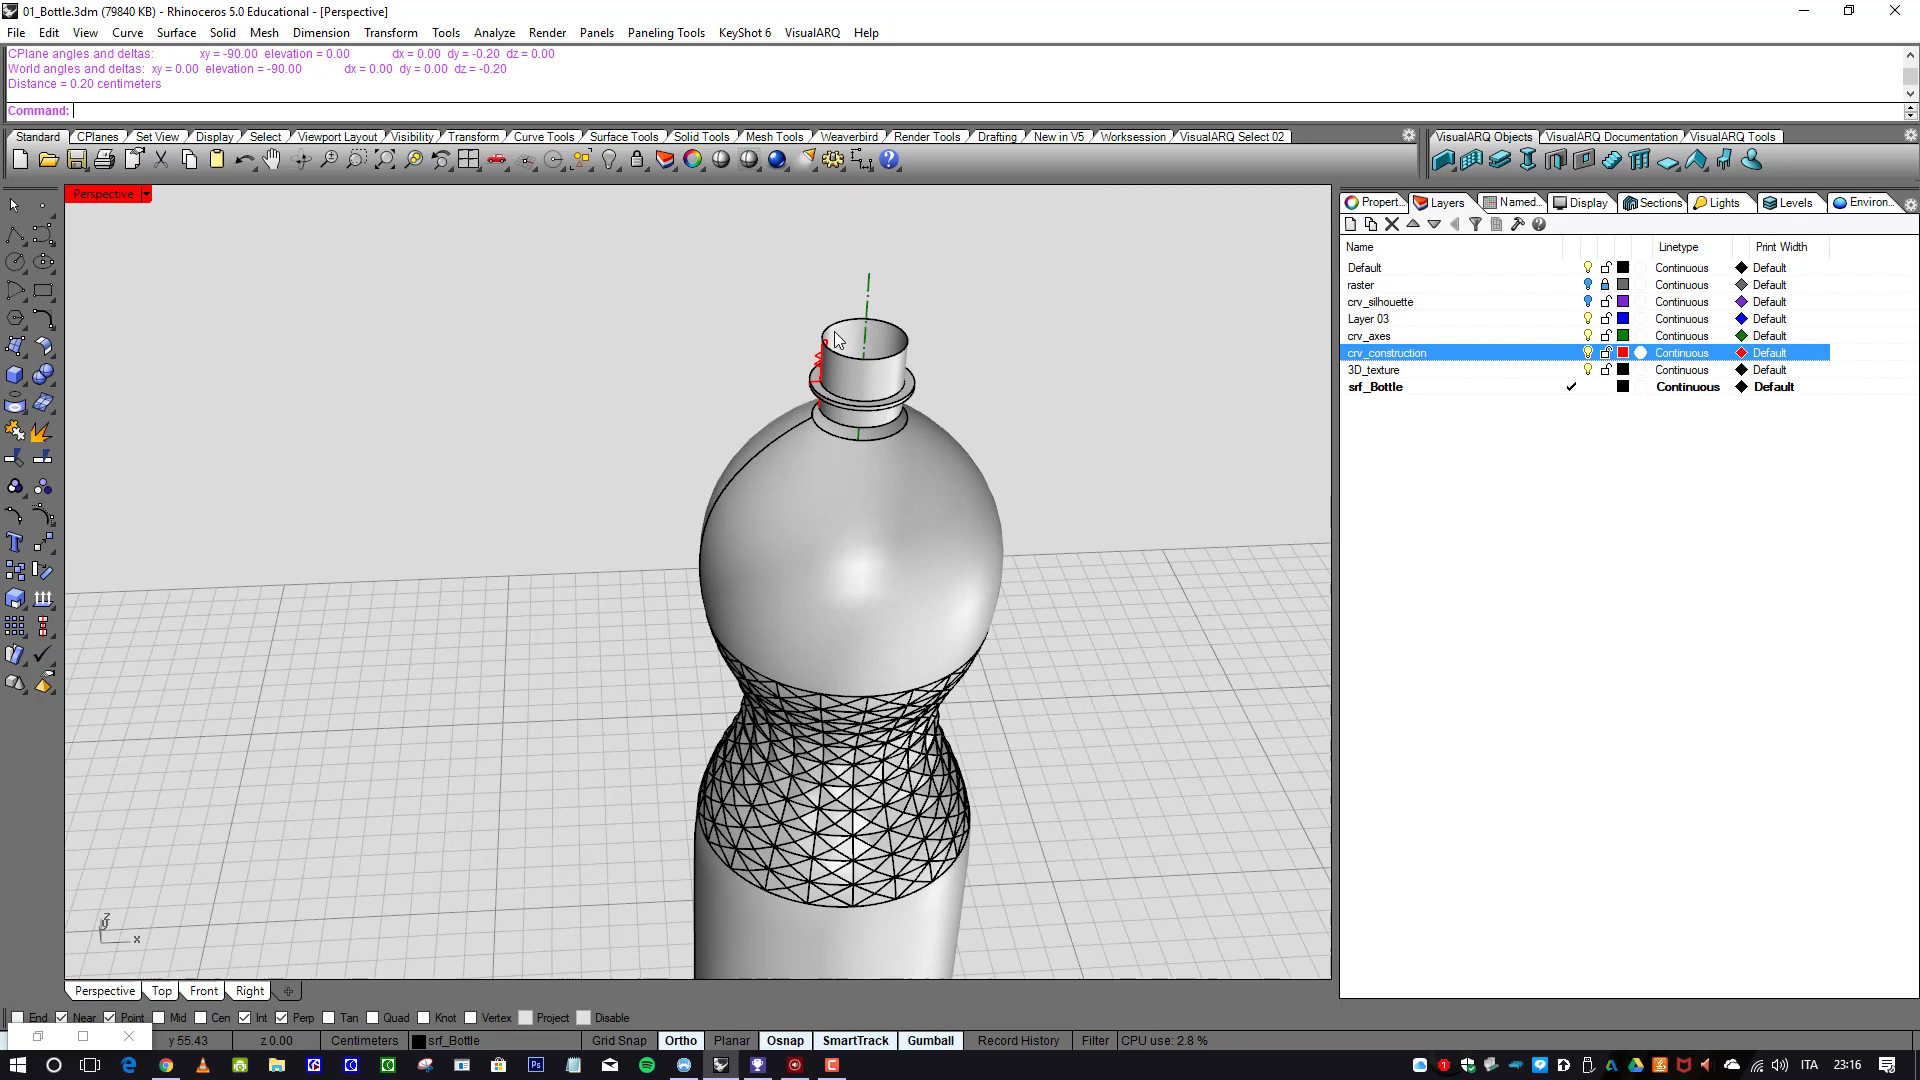 01_Bottle.3dm (79840 KB) - Rhinoceros 5.0 Educational - [Perspective]
File Edit View Curve Surface Solid Mesh Dimension Transform Tools Analyze Render Panels Paneling Tools KeyShot 6 VisualARQ Help
CPlane angles and deltas: xy = -90.00 elevation = 0.00 dx = 0.00 dy = -0.20 dz = 0.00
World angles and deltas: xy = 0.00 elevation = -90.00 dx = 0.00 dy = 0.00 dz = -0.20
Distance = 0.20 centimeters
Command:
Standard CPlanes Set View Display Select Viewport Layout Visibility Transform Curve Tools Surface Tools Solid Tools Mesh Tools Weaverbird Render Tools Drafting New in V5 Worksession VisualARQ Select 02 VisualARQ Objects VisualARQ Documentation VisualARQ Tools
Perspective
Propert... Layers Named... Display Sections Lights Levels Environ...
Name Linetype Print Width
Default Continuous Default
raster Continuous Default
crv_silhouette Continuous Default
Layer 03 Continuous Default
crv_axes Continuous Default
crv_construction Continuous Default
3D_texture Continuous Default
srf_Bottle Continuous Default
z
y
x
Perspective Top Front Right
End Near Point Mid Cen Int Perp Tan Quad Knot Vertex Project Disable
y 55.43 z 0.00 Centimeters srf_Bottle Grid Snap Ortho Planar Osnap SmartTrack Gumball Record History Filter CPU use: 2.8 %
Ps 1 ITA 23:16